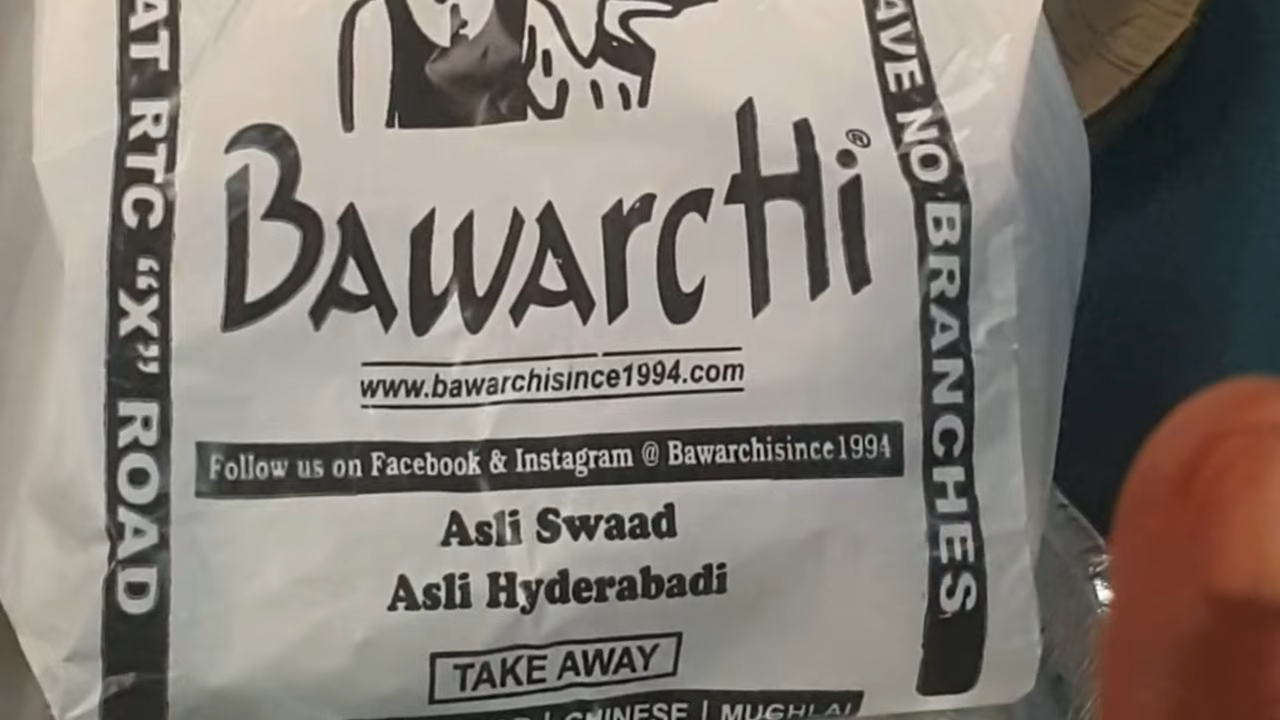 AT RTC “X” ROAD
AVE NO BRANCHES
BAWARCHi®
www.bawarchisince1994.com
Follow us on Facebook & Instagram @ Bawarchisince1994
Asli Swaad
Asli Hyderabadi
TAKE AWAY
| CHINESE | MUGHLAI